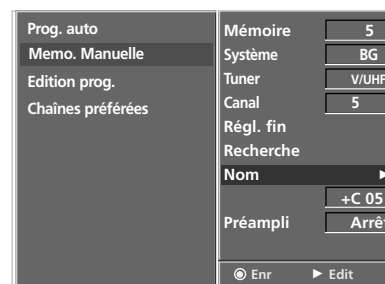 Prog. auto
Memo. Manuelle
Edition prog.
Chaînes préférées
Mémoire 5
Système BG
Tuner V/UHF
Canal 5
Régl. fin
Recherche
Nom ►
+C 05
Préampli Arrêt
◉ Enr ► Edit